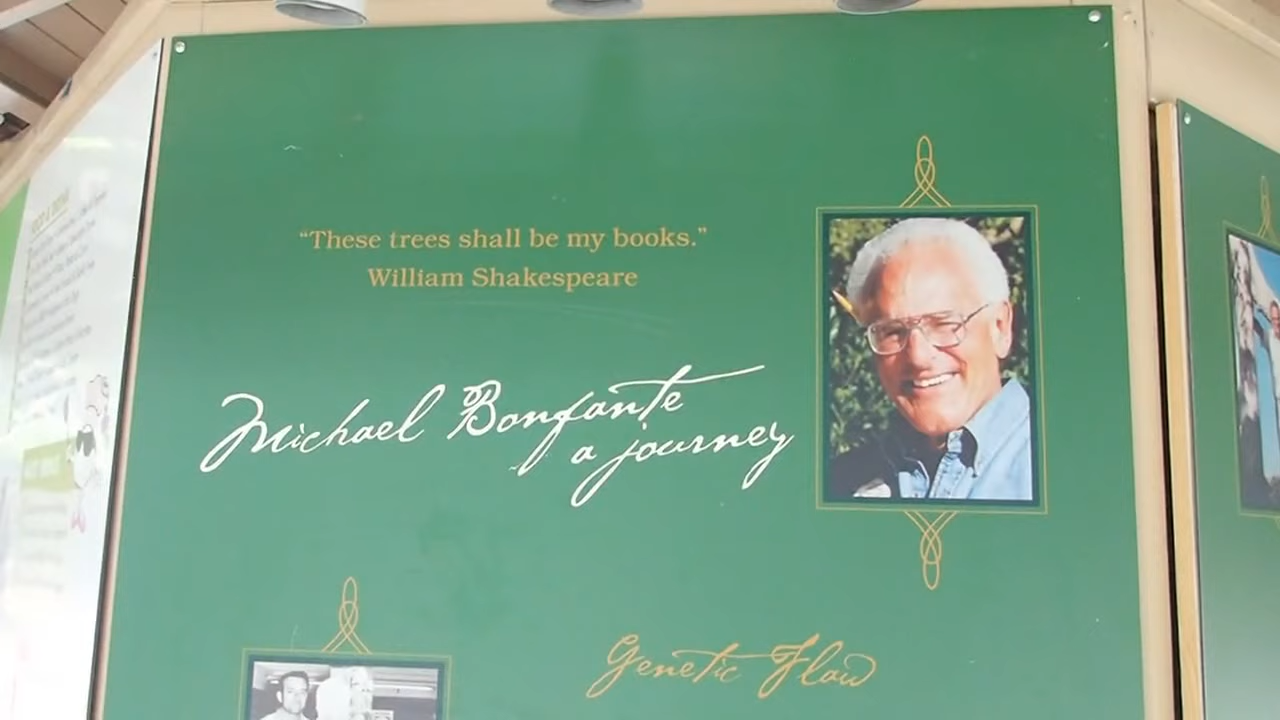 “These trees shall be my books.”
William Shakespeare
Michael Bonfante
a journey
Genetic Flaw